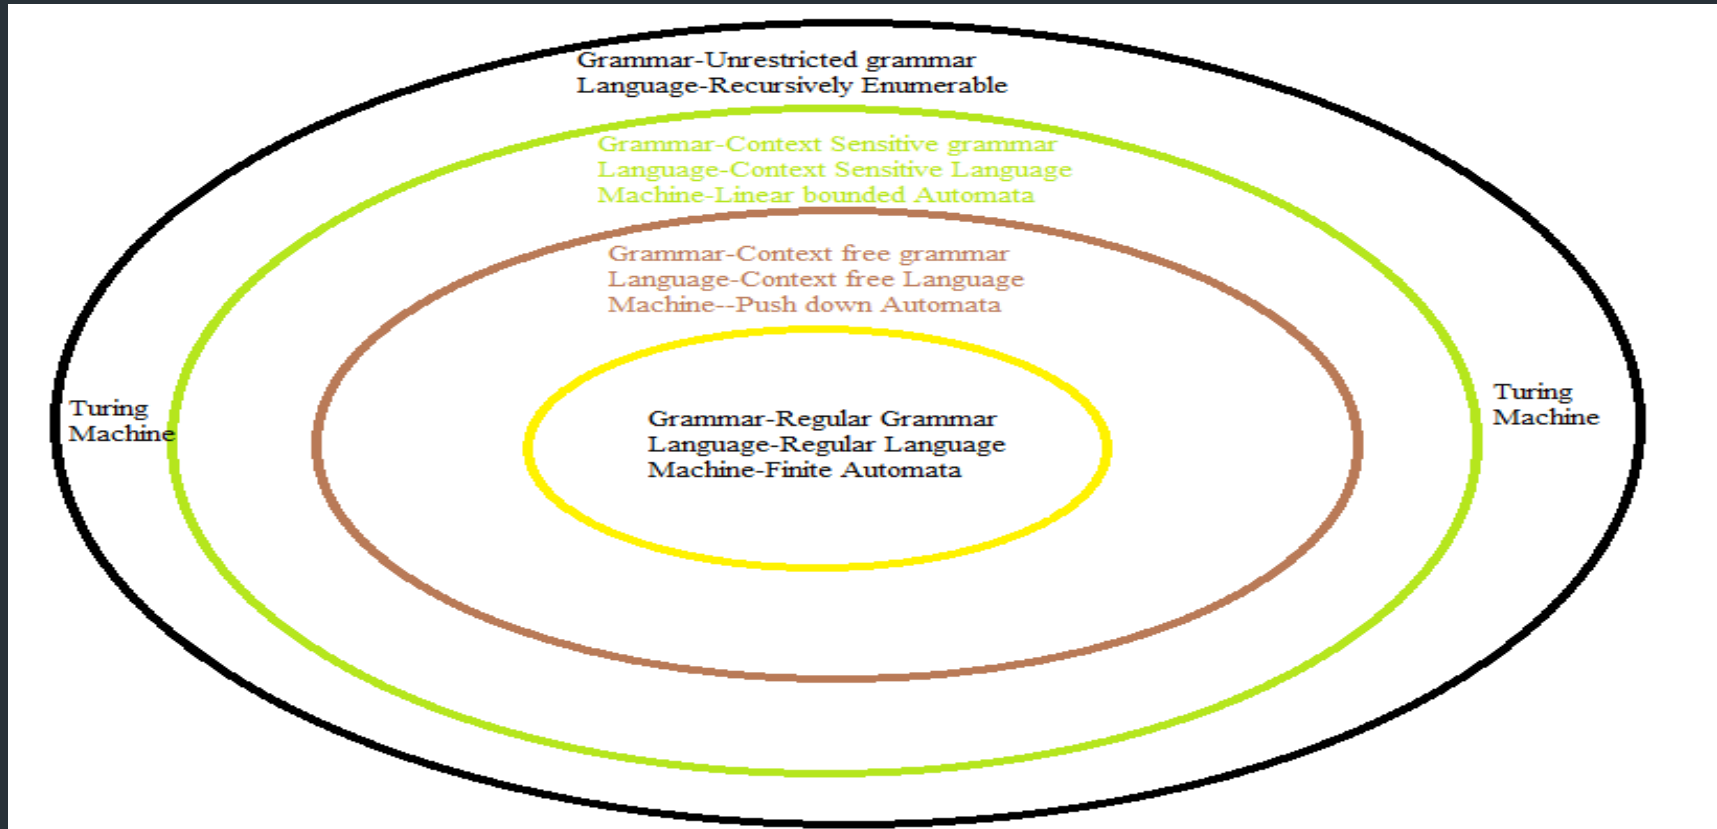 Grammar-Unrestricted grammar
Language-Recursively Enumerable
Grammar-Context Sensitive grammar
Language-Context Sensitive Language
Machine-Linear bounded Automata
Grammar-Context free grammar
Language-Context free Language
Machine--Push down Automata
Turing
Machine
Grammar-Regular Grammar
Language-Regular Language
Machine-Finite Automata
Turing
Machine